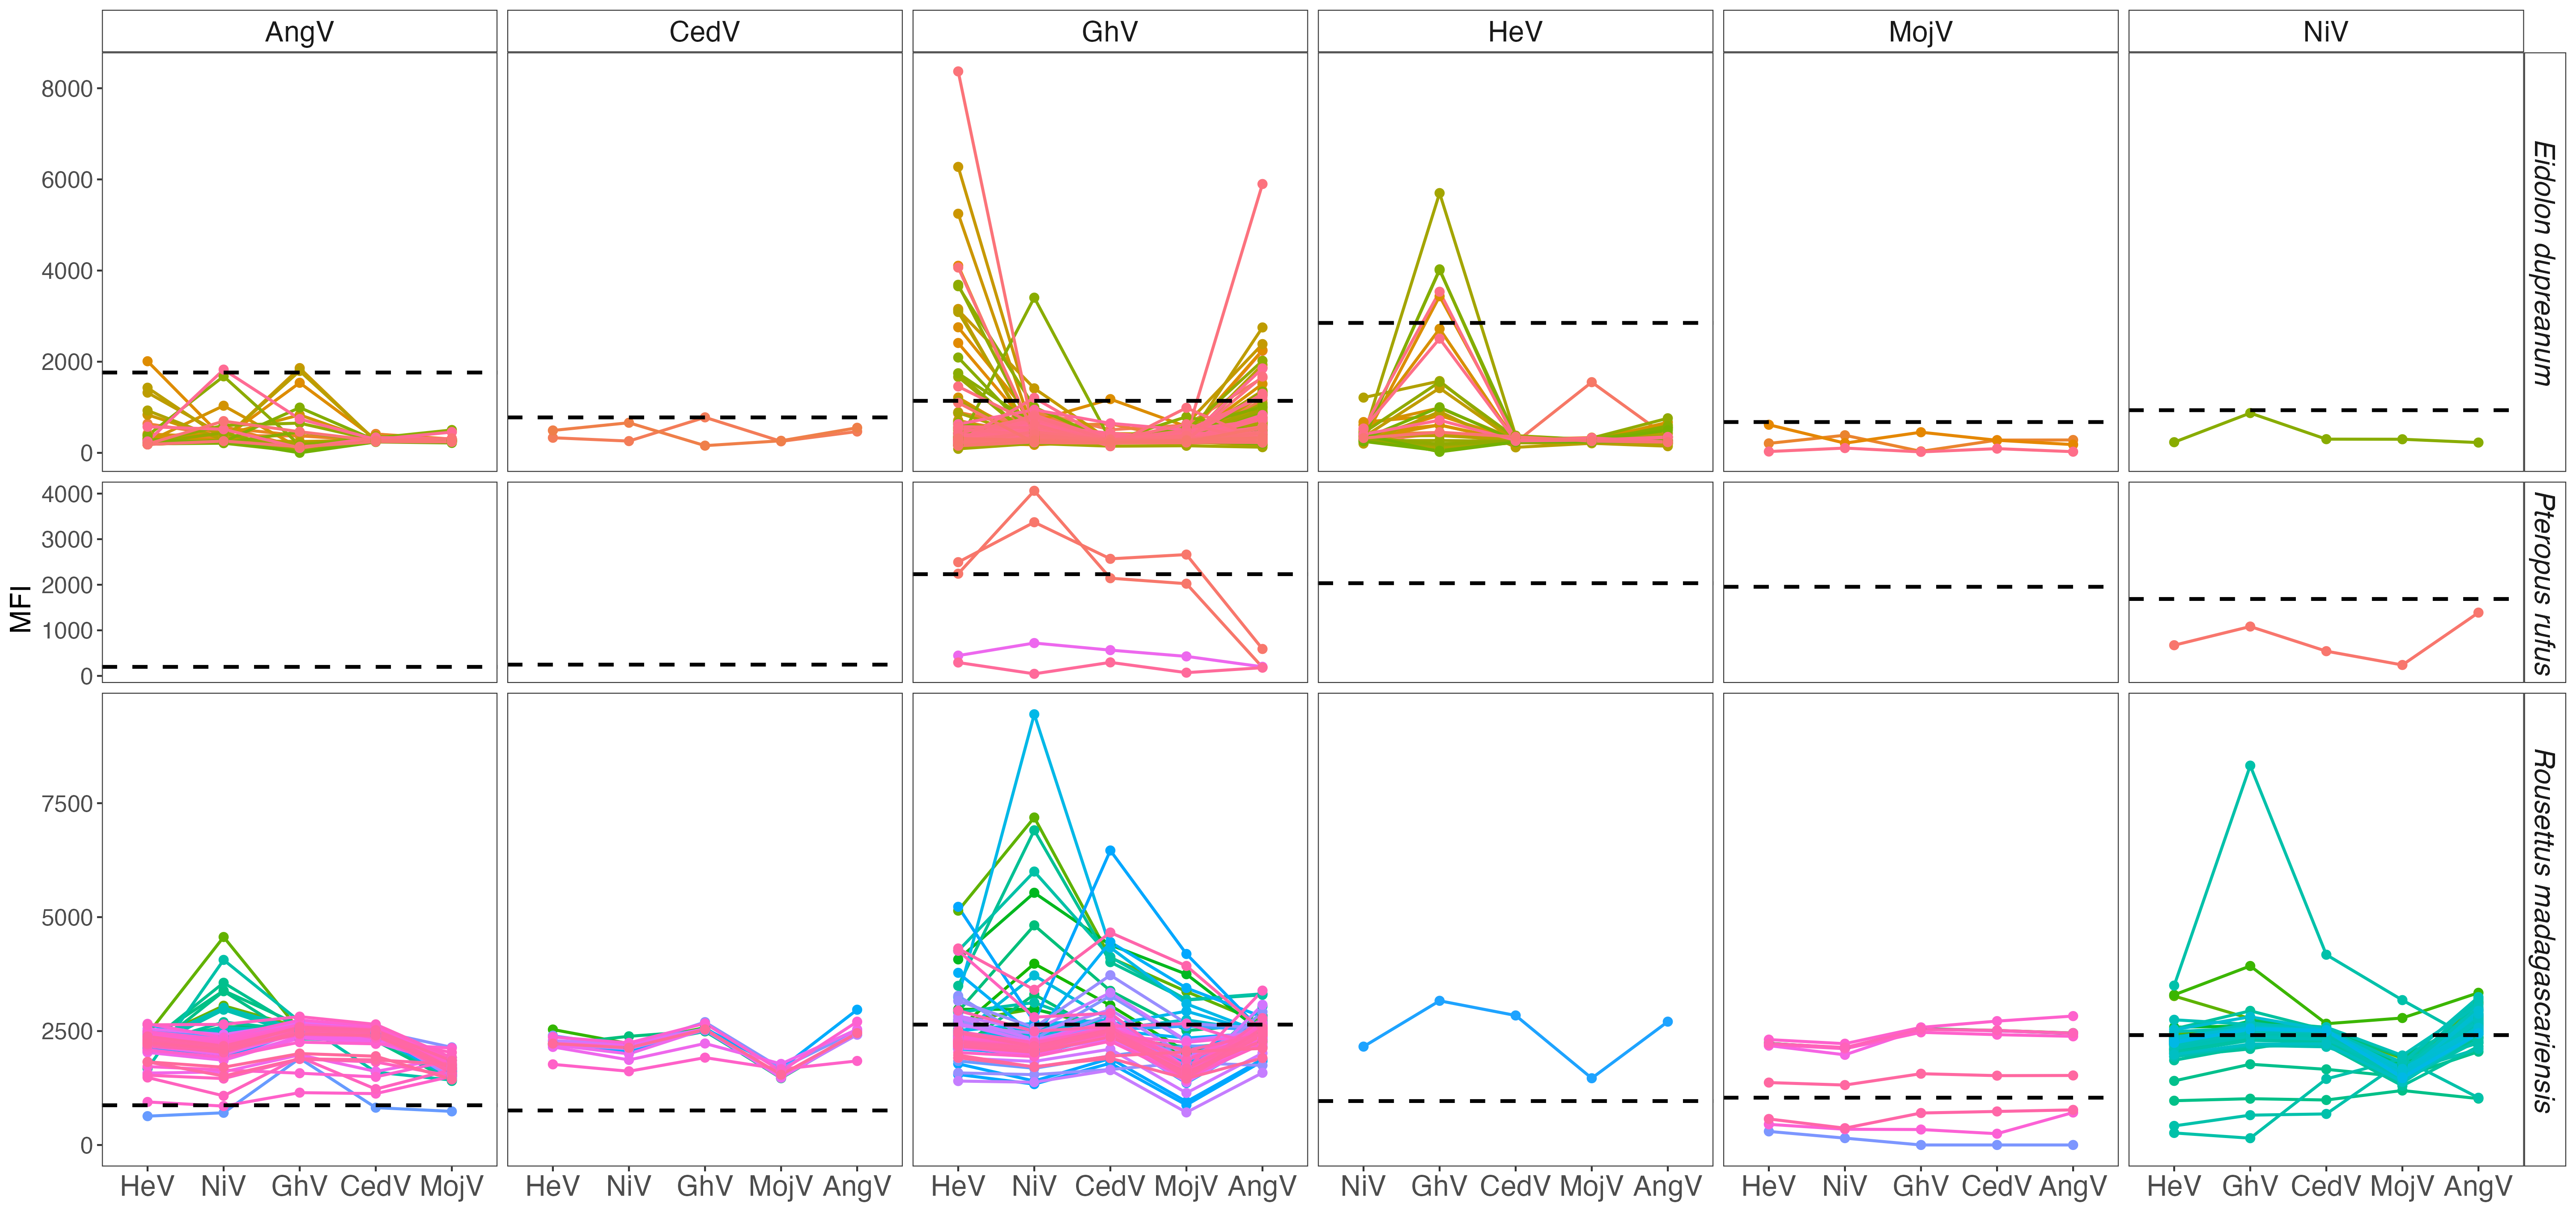 AngV CedV GhV HeV MojV NiV
8000
6000
4000
2000
0
Eidolon dupreanum
4000
3000
2000
1000
0
Pteropus rufus
MFI
7500
5000
2500
0
Rousettus madagascariensis
HeV NiV GhV CedV MojV
HeV NiV GhV MojV AngV
HeV NiV CedV MojV AngV
NiV GhV CedV MojV AngV
HeV NiV GhV CedV AngV
HeV GhV CedV MojV AngV